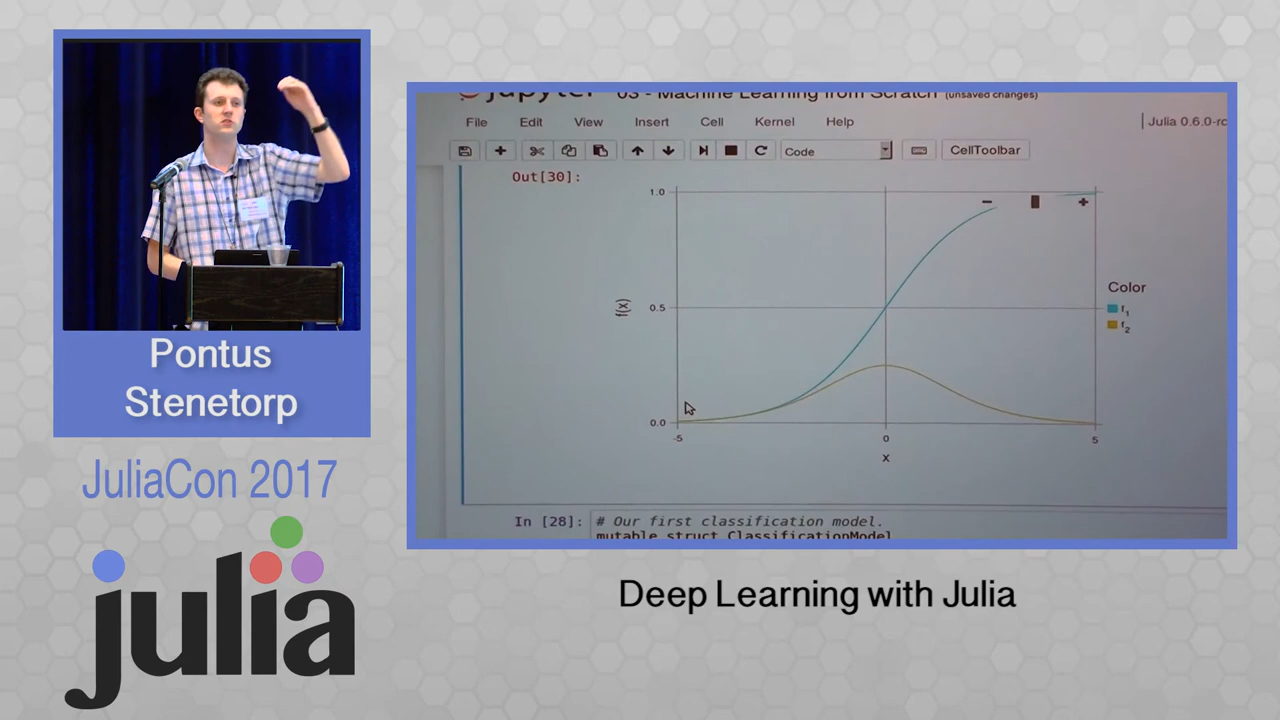 Pontus
Stenetorp
JuliaCon 2017
julia
jupyter 03 - Machine Learning from Scratch (unsaved changes)
File Edit View Insert Cell Kernel Help
Julia 0.6.0-rc
Code CellToolbar
Out[30]:
1.0
0.5
0.0
f(x)
-5 0 5
x
Color
f1
f2
In [28]: # Our first classification model.
mutable struct ClassificationModel
Deep Learning with Julia